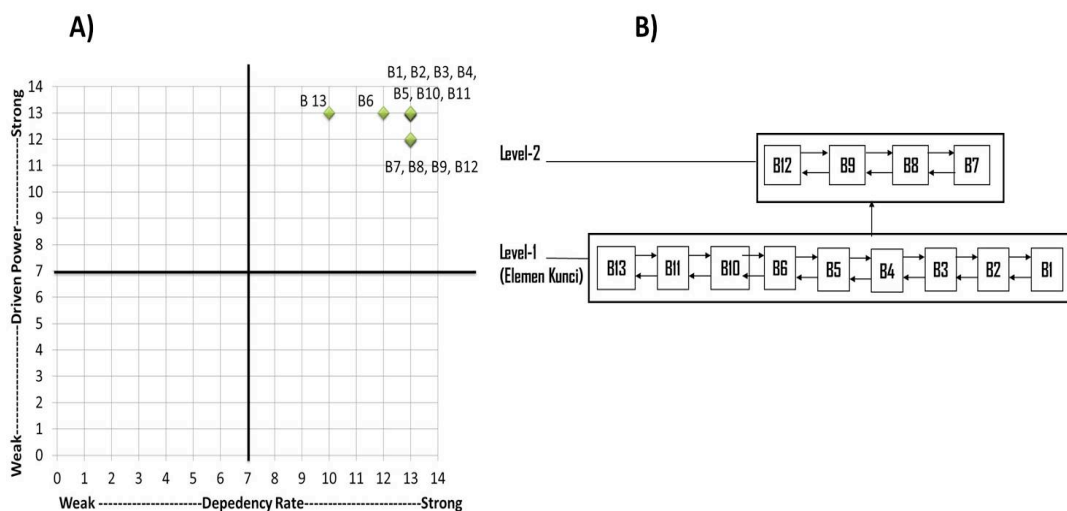 A)
B1, B2, B3, B4,
B5, B10, B11
B 13
B6
B7, B8, B9, B12
14
13
12
11
10
9
8
7
6
5
4
3
2
1
0
Weak------------Driven Power---------Strong
0 1 2 3 4 5 6 7 8 9 10 11 12 13 14
Weak ----------------Depedency Rate-----------------Strong
B)
Level-2
B12 B9 B8 B7
Level-1
(Elemen Kunci)
B13 B11 B10 B6 B5 B4 B3 B2 B1